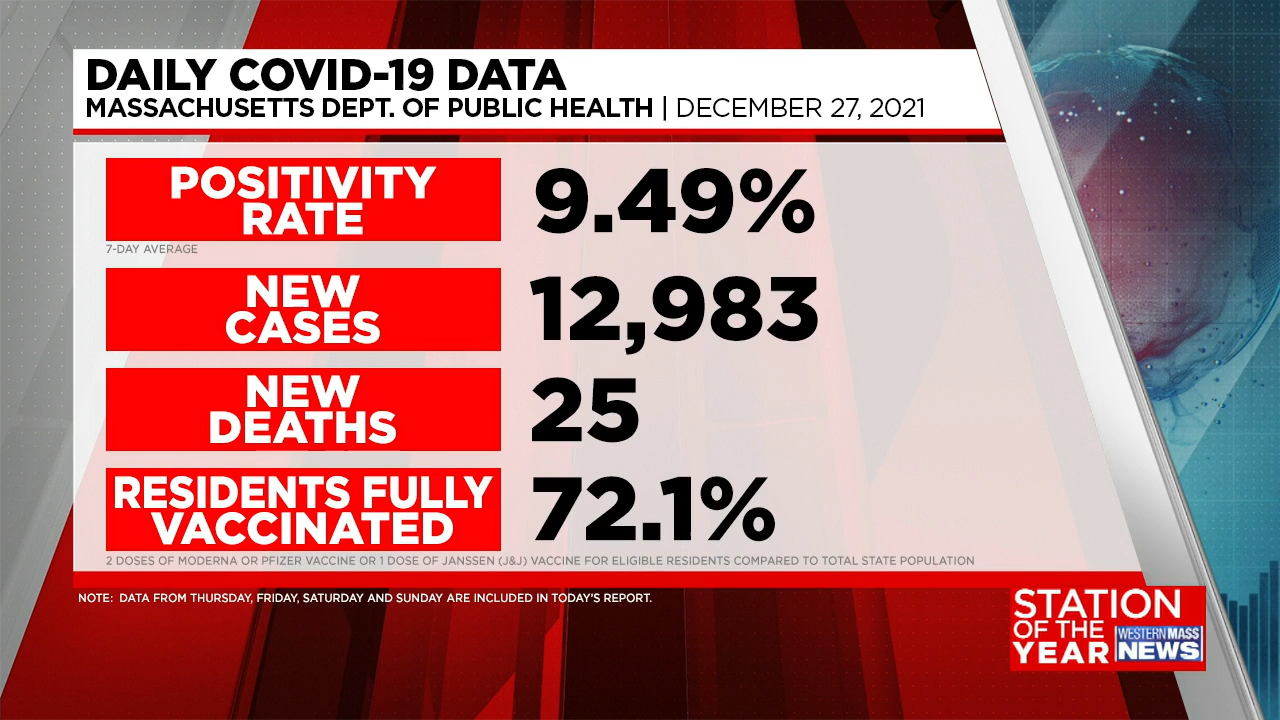 DAILY COVID-19 DATA
MASSACHUSETTS DEPT. OF PUBLIC HEALTH | DECEMBER 27, 2021
POSITIVITY
RATE
9.49%
7-DAY AVERAGE
NEW
CASES
12,983
NEW
DEATHS
25
RESIDENTS FULLY
VACCINATED
72.1%
2 DOSES OF MODERNA OR PFIZER VACCINE OR 1 DOSE OF JANSSEN (J&J) VACCINE FOR ELIGIBLE RESIDENTS COMPARED TO TOTAL STATE POPULATION
NOTE: DATA FROM THURSDAY, FRIDAY, SATURDAY AND SUNDAY ARE INCLUDED IN TODAY'S REPORT.
STATION
OF THE
YEAR
WESTERN MASS
NEWS